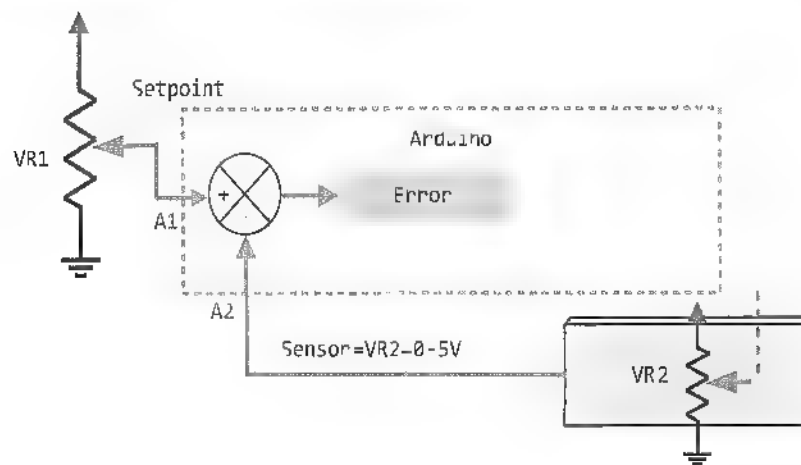 Setpoint
Arduino
VR1
+
Error
A1
A2
Sensor=VR2=0-5V
VR2